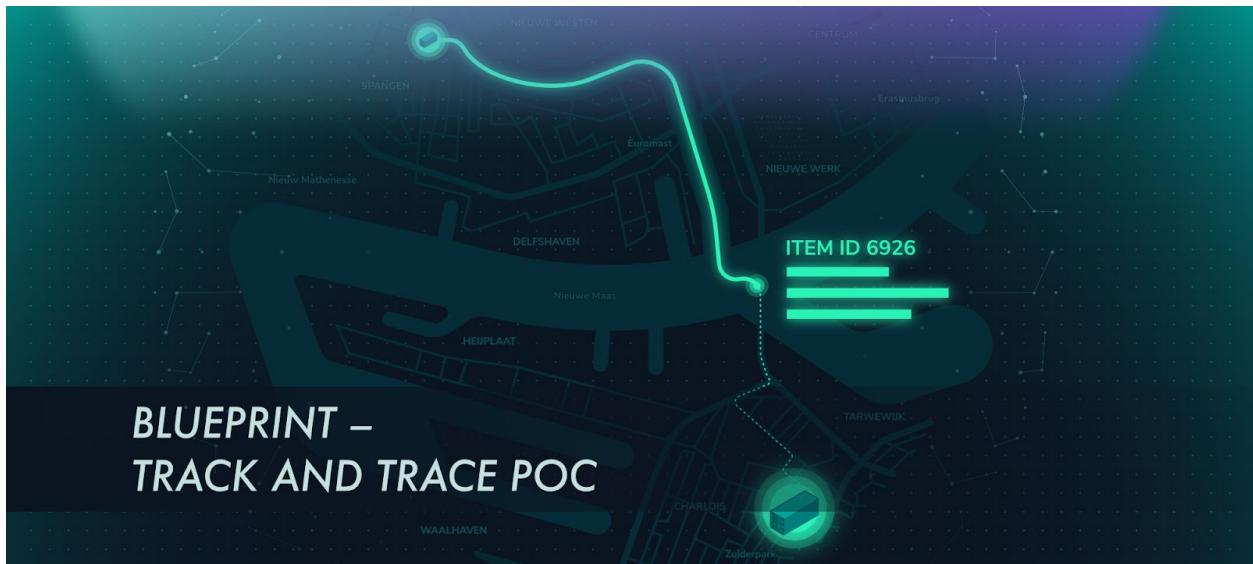 NIEUWE WESTEN
CENTRUM
SPANGEN
Erasmusbrug
Euromast
NIEUWE WERK
Nieuw Mathenesse
DELFSHAVEN
ITEM ID 6926
Nieuwe Maas
HEIJPLAAT
BLUEPRINT –
TRACK AND TRACE POC
TARWEWIJK
CHARLOIS
WAALHAVEN
Zuiderpark